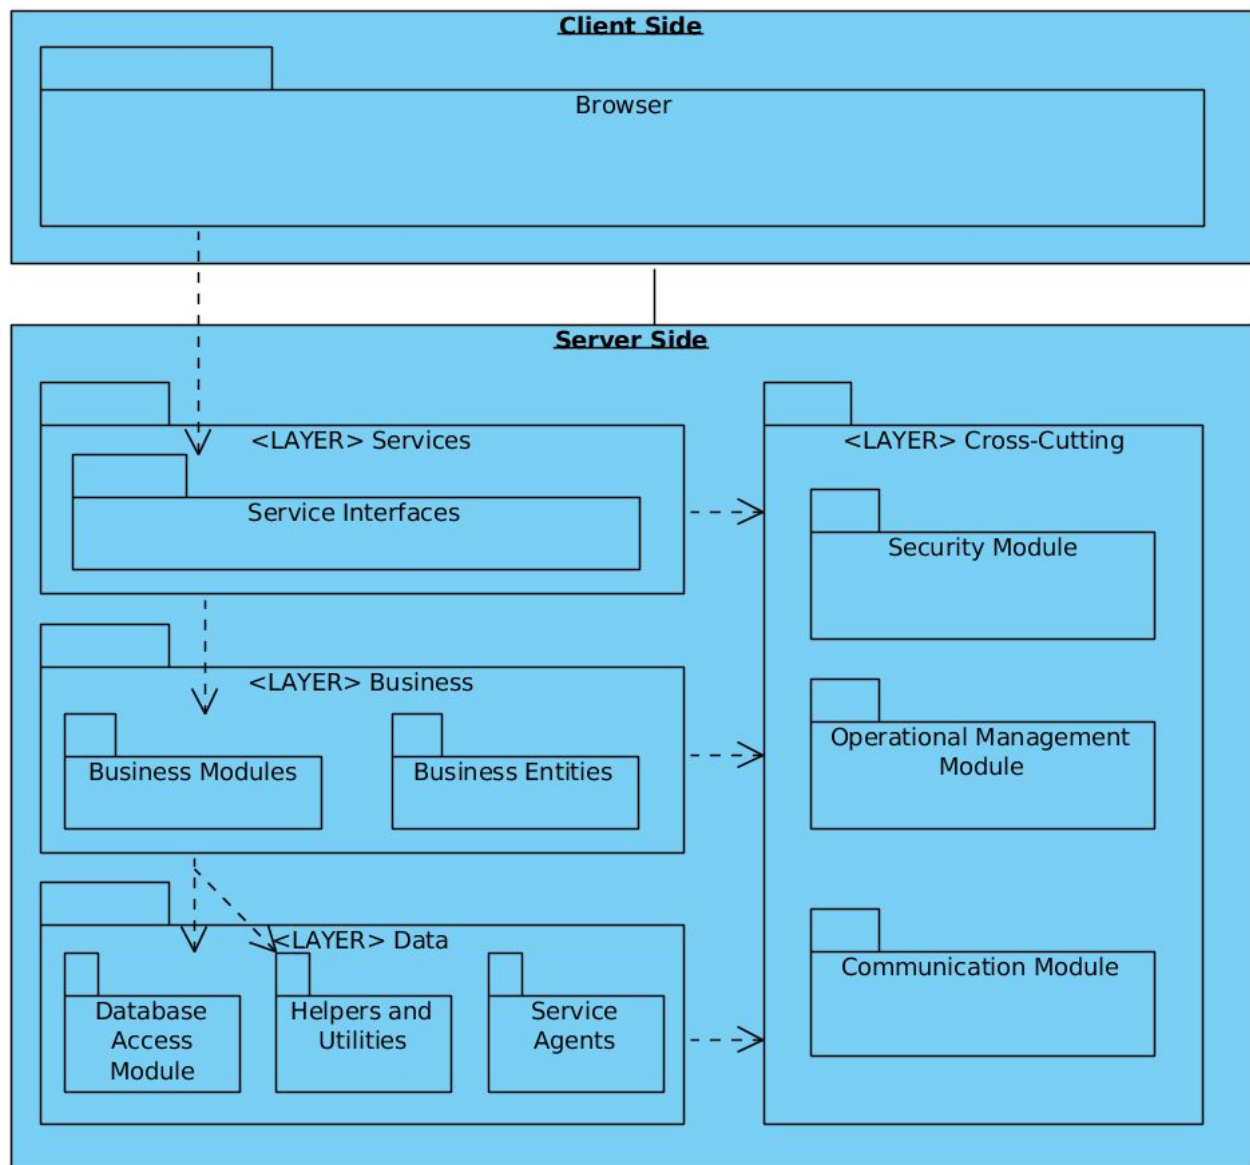 Client Side
Browser
Server Side
<LAYER> Services
Service Interfaces
<LAYER> Business
Business Modules
Business Entities
<LAYER> Data
Database
Access
Module
Helpers and
Utilities
Service
Agents
<LAYER> Cross-Cutting
Security Module
Operational Management
Module
Communication Module